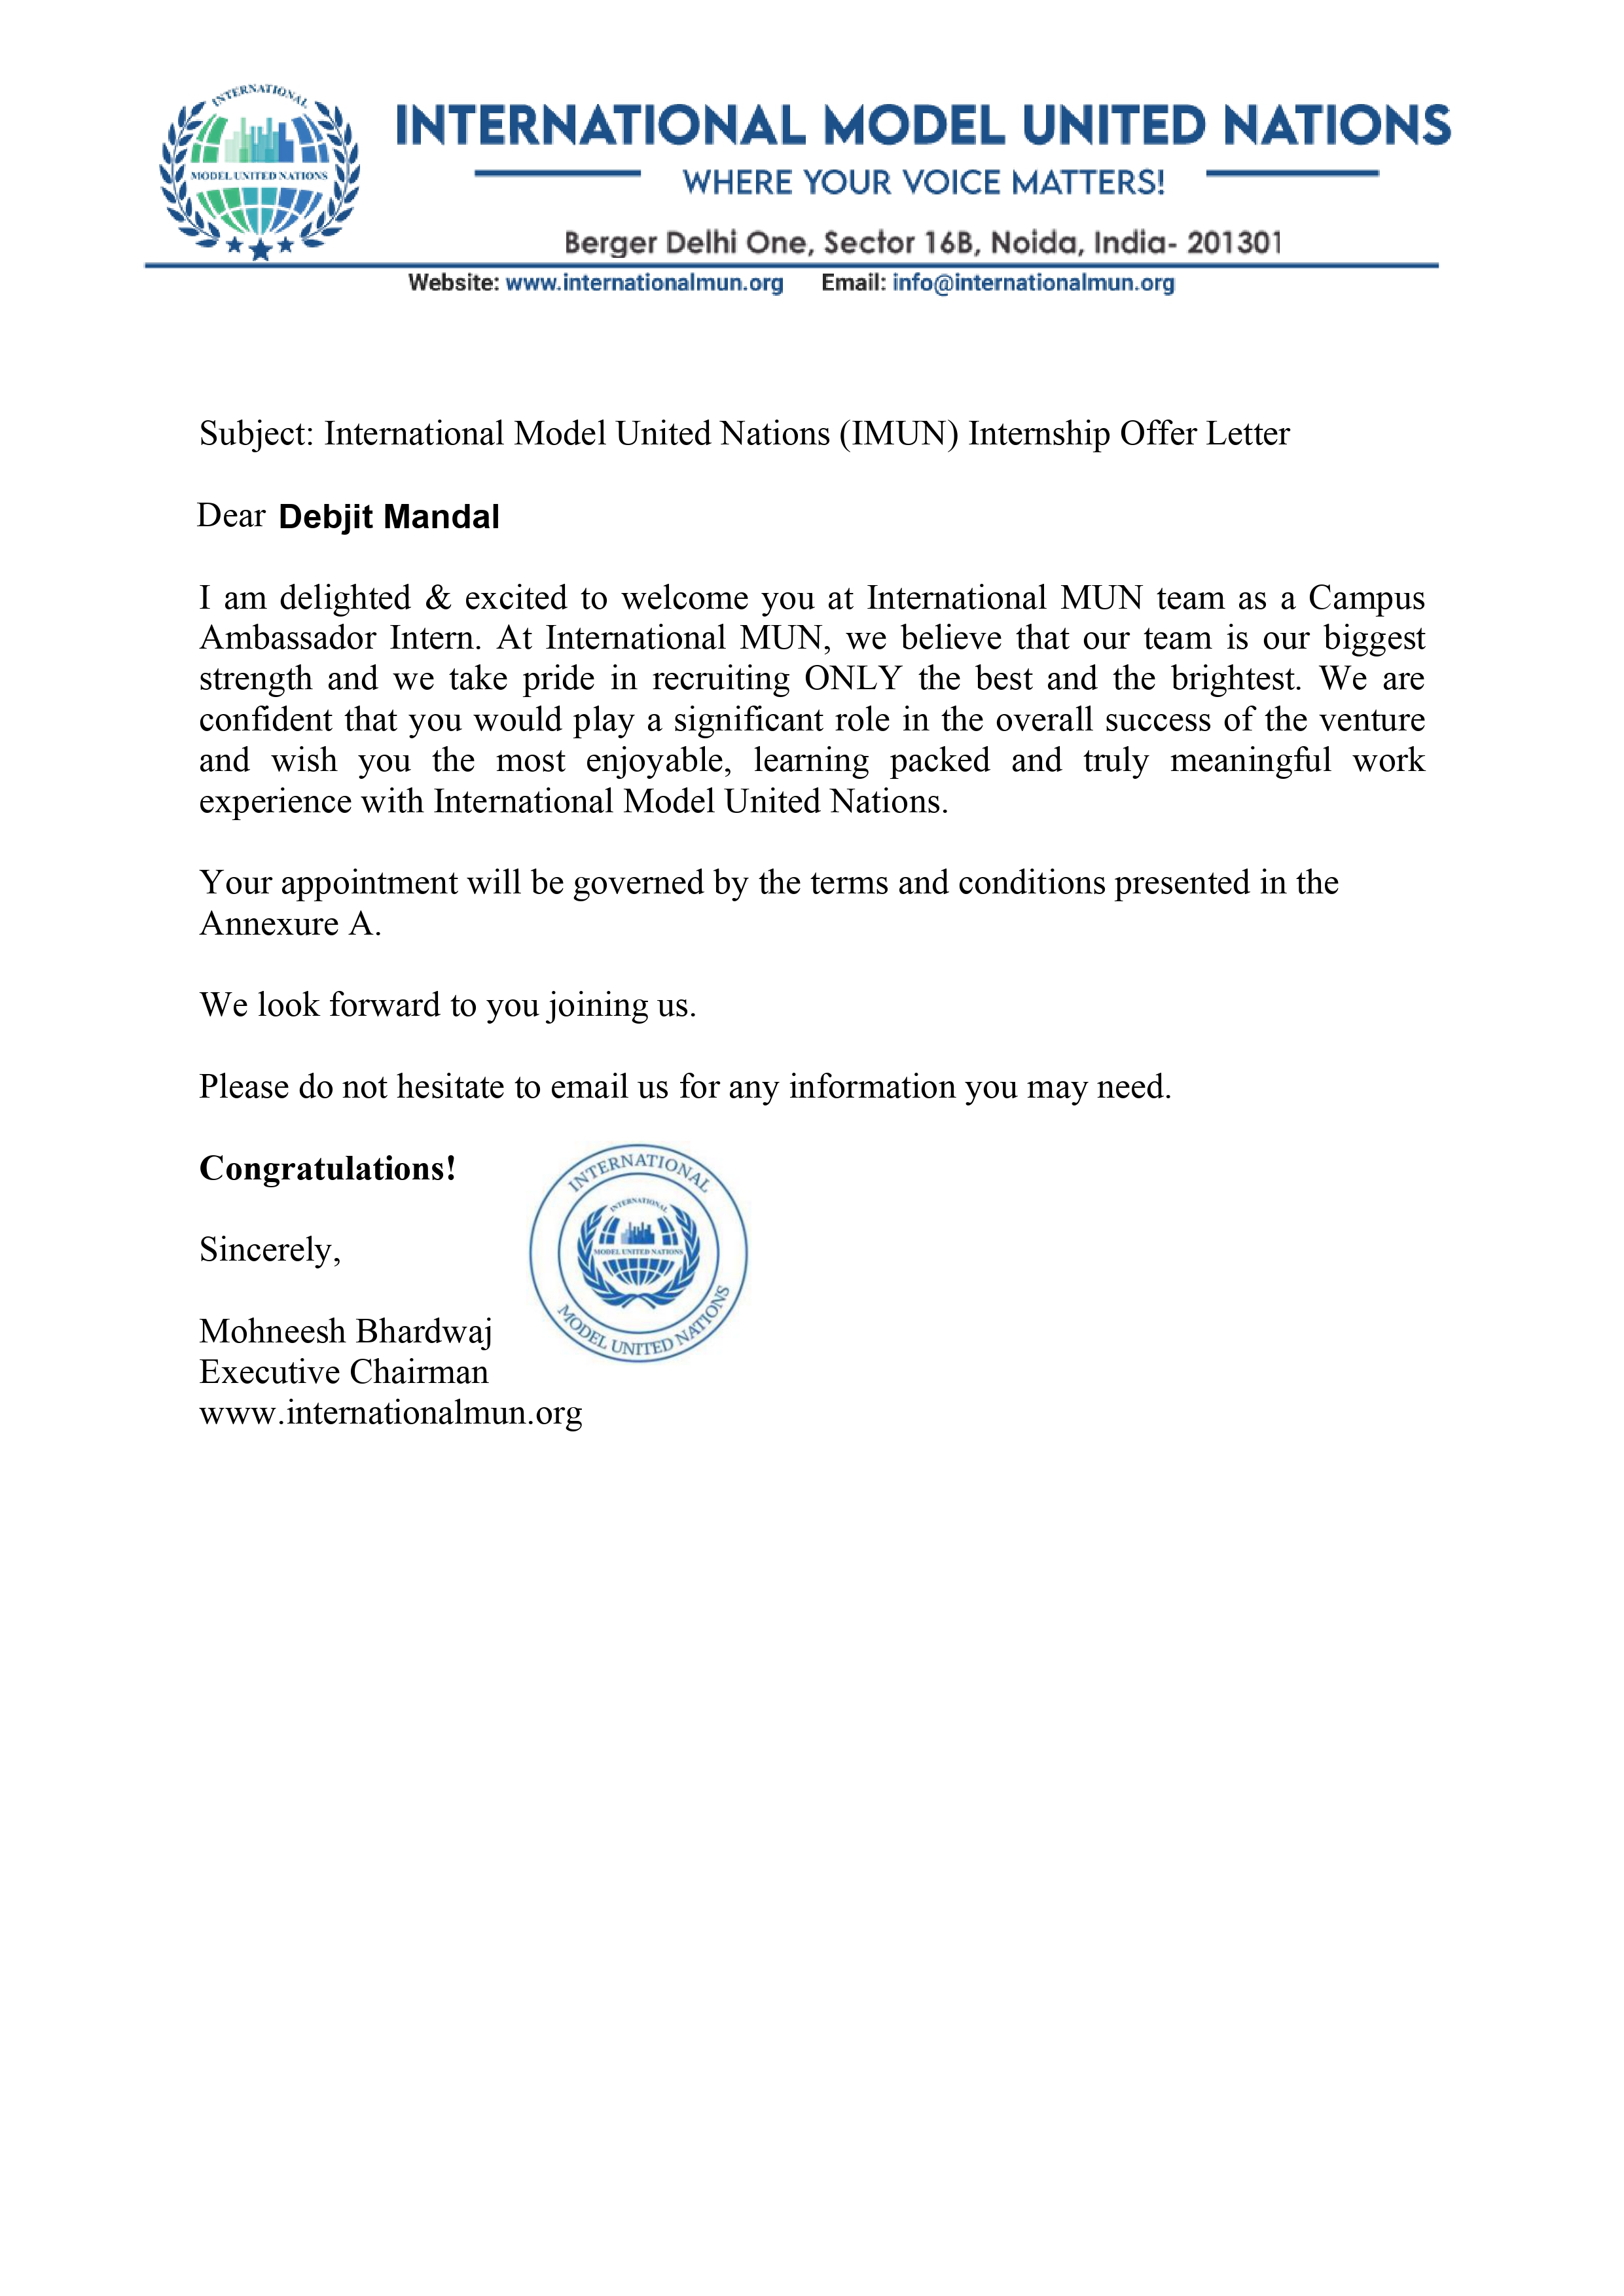 INTERNATIONAL
MODEL UNITED NATIONS
INTERNATIONAL MODEL UNITED NATIONS
WHERE YOUR VOICE MATTERS!
Berger Delhi One, Sector 16B, Noida, India- 201301
Website: www.internationalmun.org Email: info@internationalmun.org
Subject: International Model United Nations (IMUN) Internship Offer Letter
Dear Debjit Mandal
I am delighted & excited to welcome you at International MUN team as a Campus
Ambassador Intern. At International MUN, we believe that our team is our biggest
strength and we take pride in recruiting ONLY the best and the brightest. We are
confident that you would play a significant role in the overall success of the venture
and wish you the most enjoyable, learning packed and truly meaningful work
experience with International Model United Nations.
Your appointment will be governed by the terms and conditions presented in the
Annexure A.
We look forward to you joining us.
Please do not hesitate to email us for any information you may need.
Congratulations!
Sincerely,
Mohneesh Bhardwaj
Executive Chairman
www.internationalmun.org
INTERNATIONAL
INTERNATIONAL
MODEL UNITED NATIONS
MODEL UNITED NATIONS